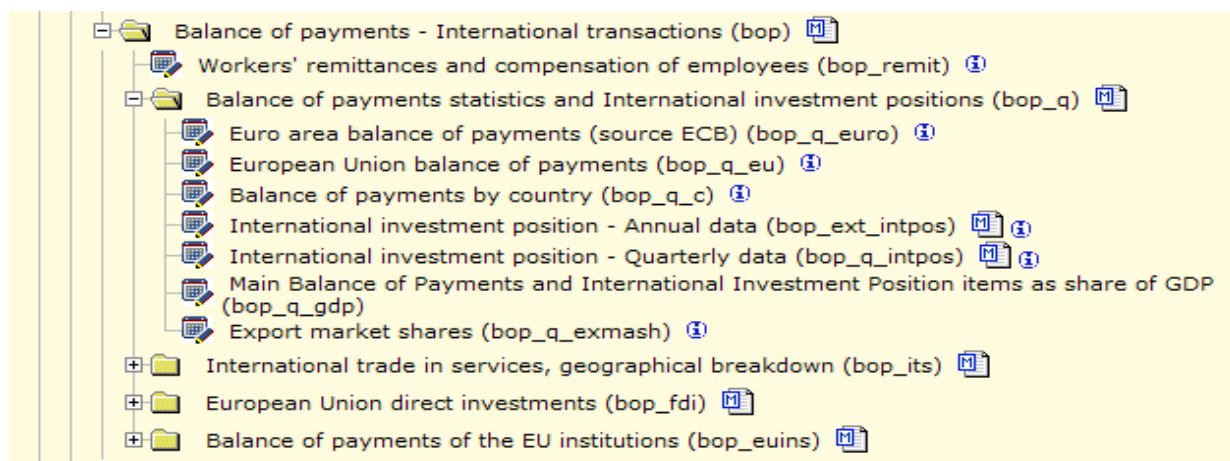 Balance of payments - International transactions (bop)
Workers' remittances and compensation of employees (bop_remit)
Balance of payments statistics and International investment positions (bop_q)
Euro area balance of payments (source ECB) (bop_q_euro)
European Union balance of payments (bop_q_eu)
Balance of payments by country (bop_q_c)
International investment position - Annual data (bop_ext_intpos)
International investment position - Quarterly data (bop_q_intpos)
Main Balance of Payments and International Investment Position items as share of GDP
(bop_q_gdp)
Export market shares (bop_q_exmash)
International trade in services, geographical breakdown (bop_its)
European Union direct investments (bop_fdi)
Balance of payments of the EU institutions (bop_euins)